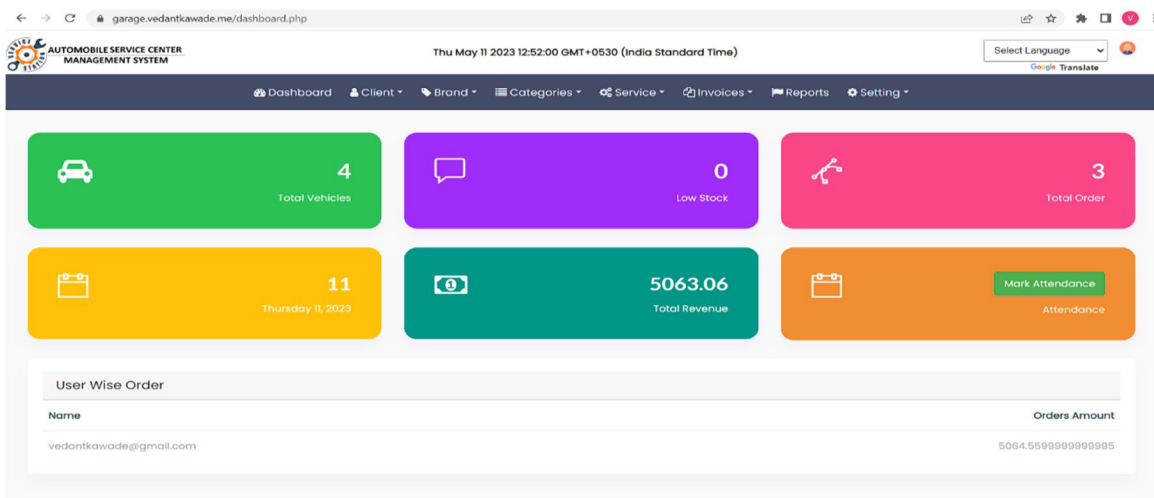 garage.vedantkawade.me/dashboard.php
V
AUTOMOBILE SERVICE CENTER
MANAGEMENT SYSTEM
SERVICE
STATION
Thu May 11 2023 12:52:00 GMT+0530 (India Standard Time)
Select Language
Google Translate
Dashboard Client Brand Categories Service Invoices Reports Setting
4
Total Vehicles
0
Low Stock
3
Total Order
11
Thursday 11, 2023
1
5063.06
Total Revenue
Mark Attendance
Attendance
User Wise Order
Name Orders Amount
vedantkawade@gmail.com 5064.5599999999995